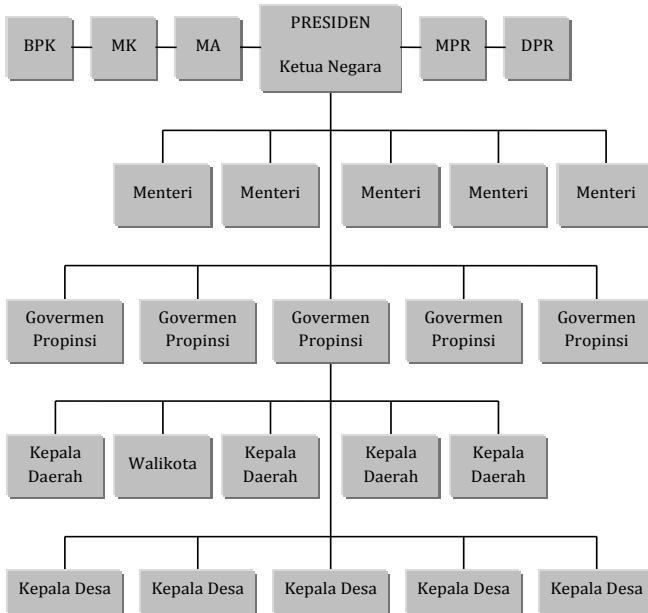 PRESIDEN
Ketua Negara
BPK
MK
MA
MPR
DPR
Menteri
Menteri
Menteri
Menteri
Menteri
Govermen
Propinsi
Govermen
Propinsi
Govermen
Propinsi
Govermen
Propinsi
Govermen
Propinsi
Kepala
Daerah
Walikota
Kepala
Daerah
Kepala
Daerah
Kepala
Daerah
Kepala Desa
Kepala Desa
Kepala Desa
Kepala Desa
Kepala Desa